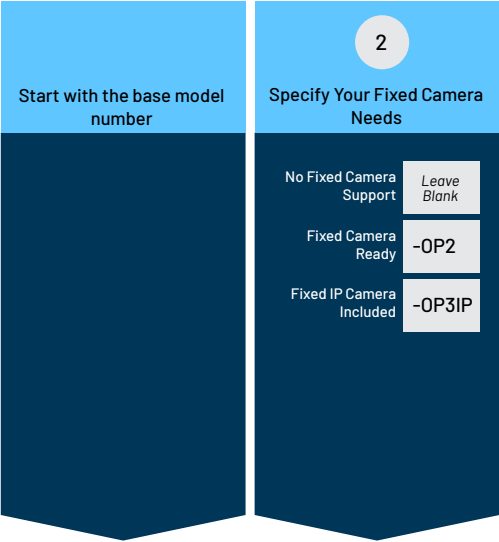 Start with the base model
number
2
Specify Your Fixed Camera
Needs
No Fixed Camera
Support
Leave
Blank
Fixed Camera
Ready
-OP2
Fixed IP Camera
Included
-OP3IP